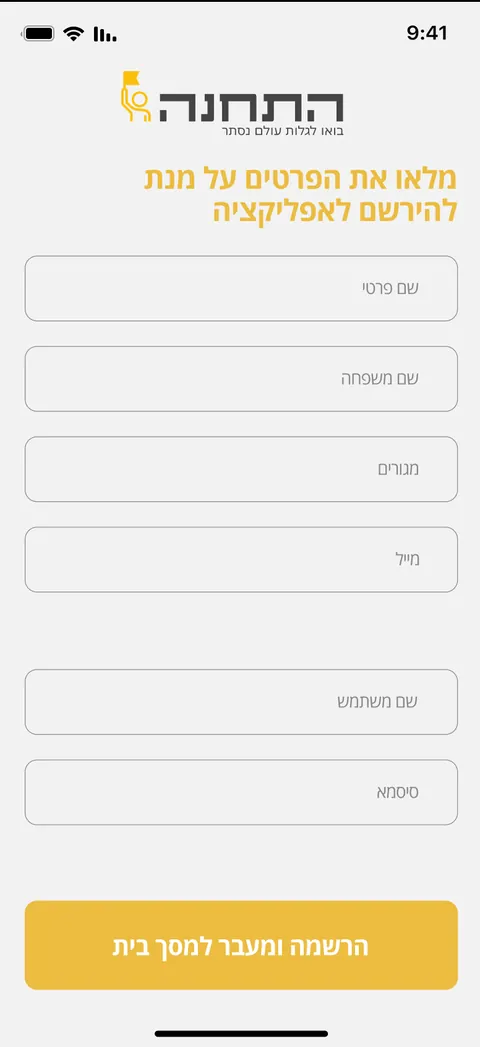 9:41
התחנה
בואו לגלות עולם נסתר
מלאו את הפרטים על מנת
להירשם לאפליקציה
שם פרטי
שם משפחה
מגורים
מייל
שם משתמש
סיסמא
הרשמה ומעבר למסך בית